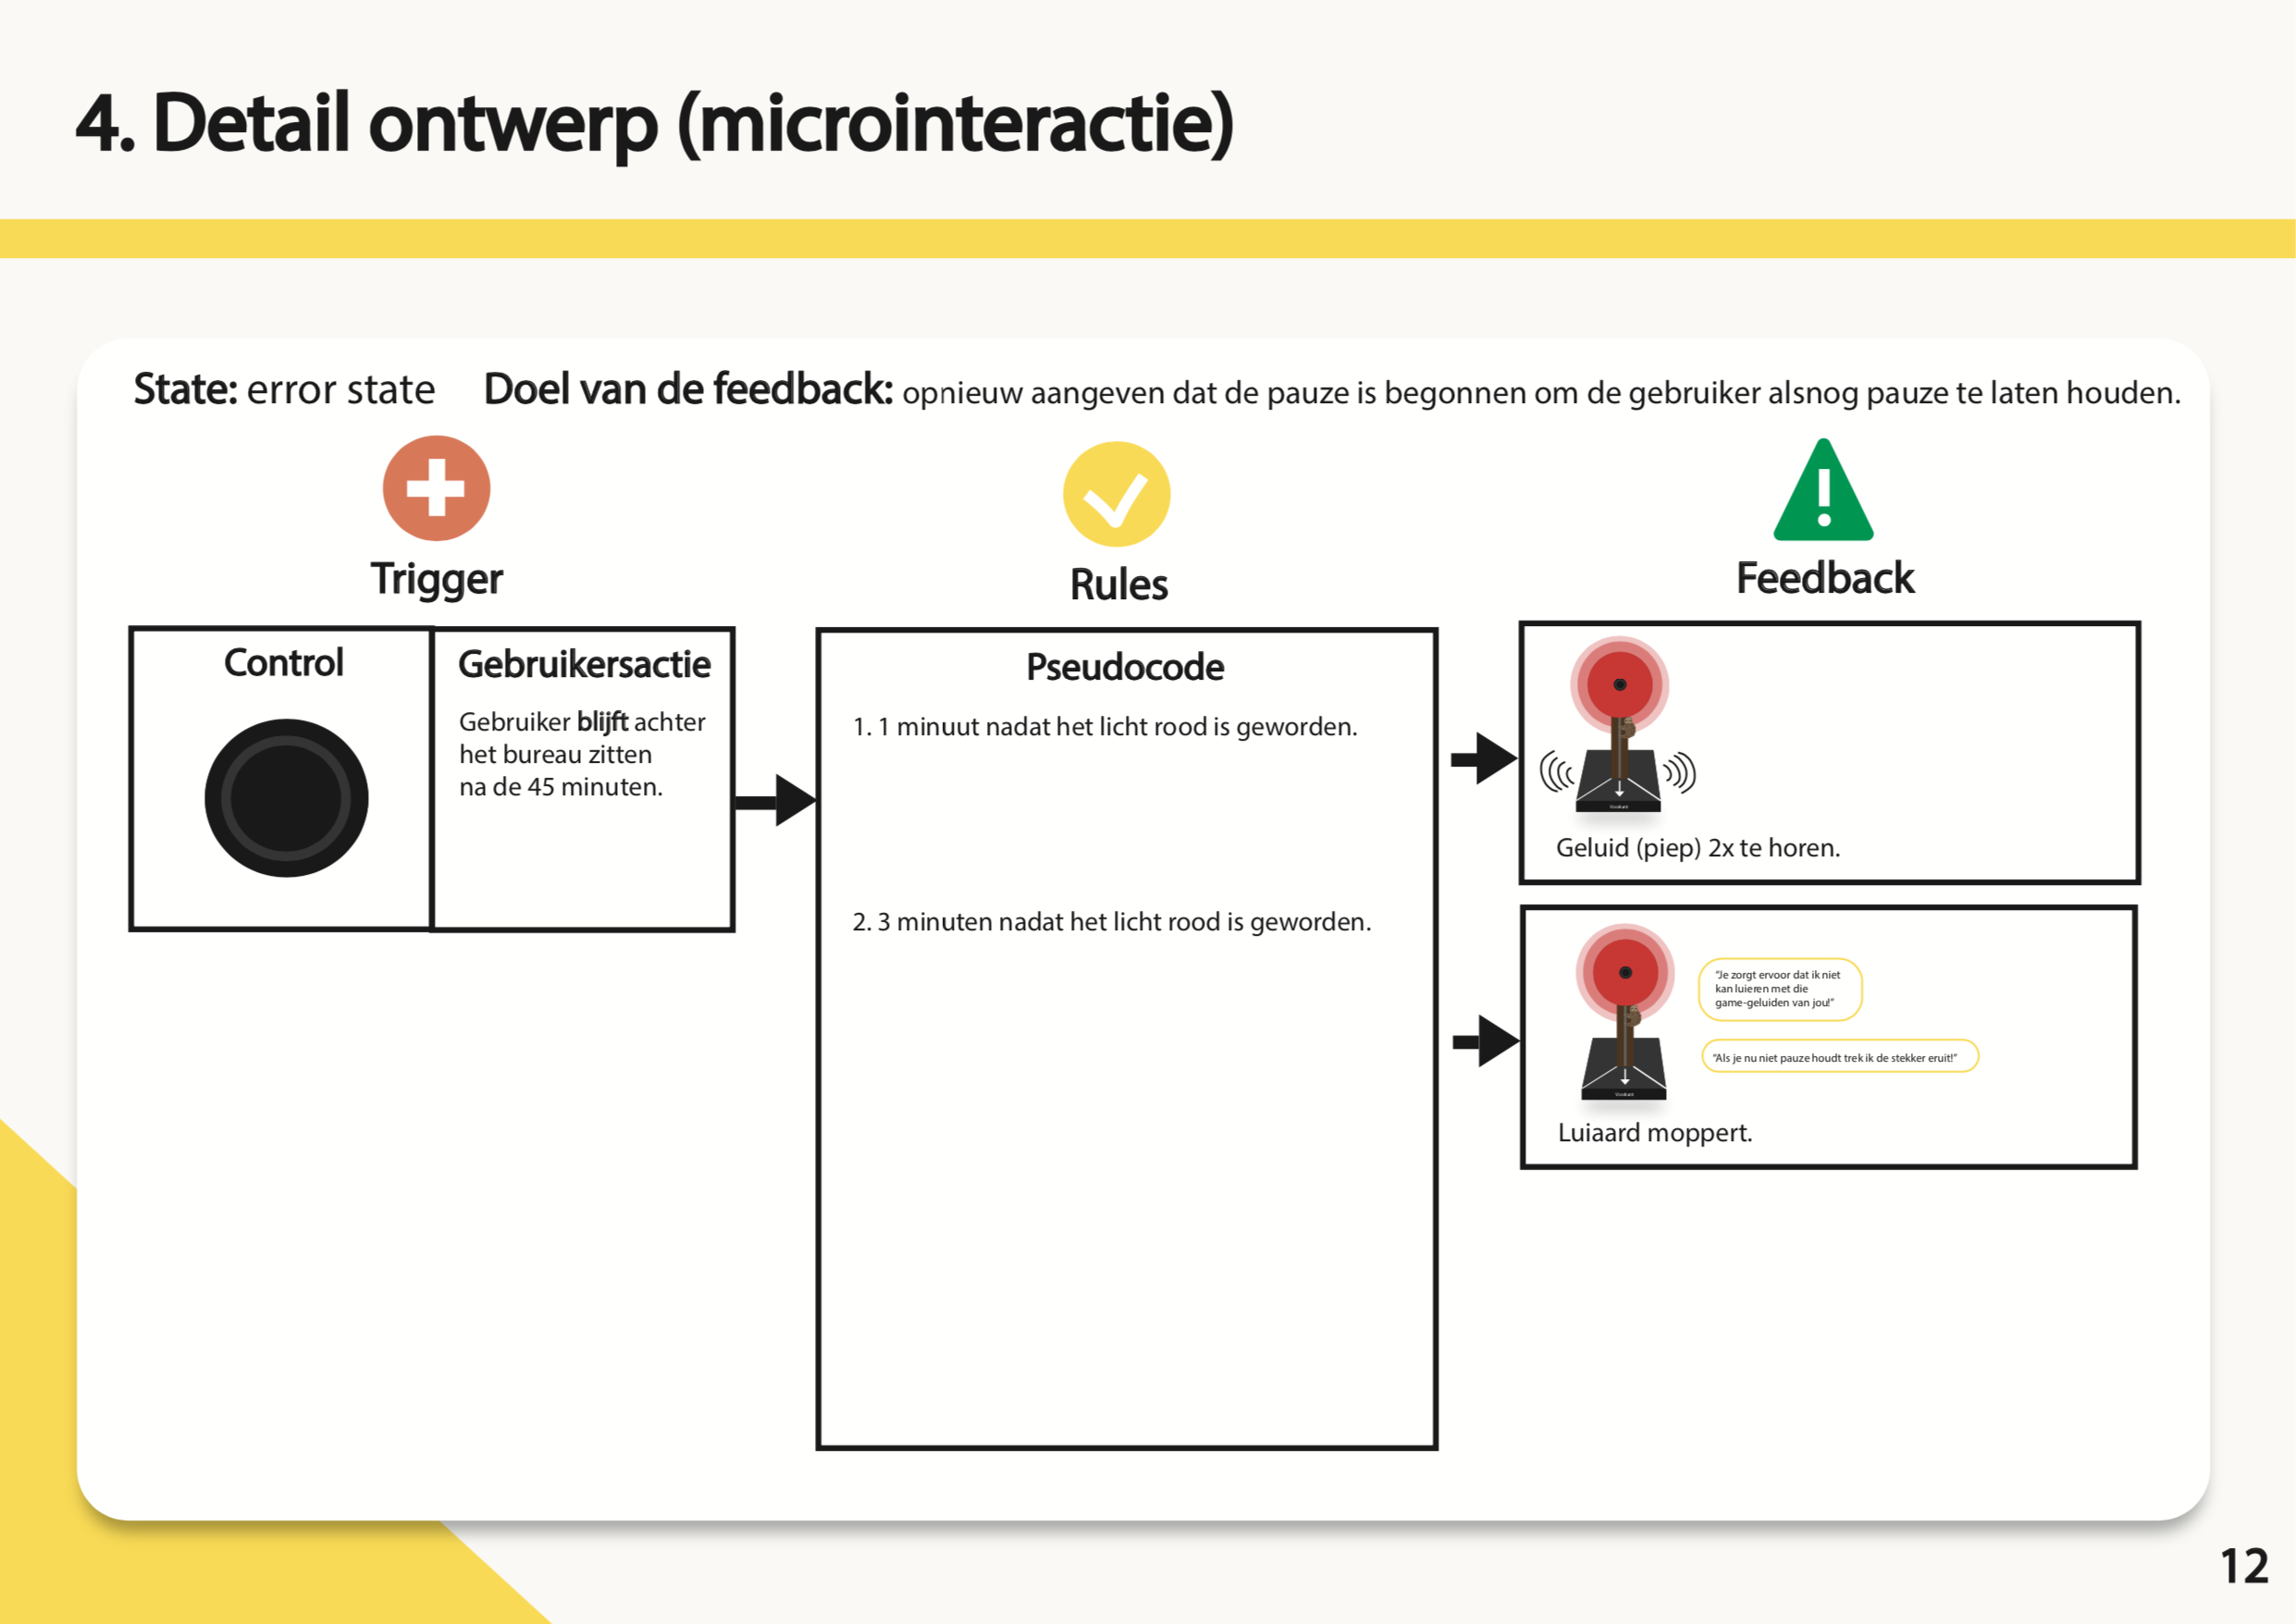 4. Detail ontwerp (microinteractie)
State: error state Doel van de feedback: opnieuw aangeven dat de pauze is begonnen om de gebruiker alsnog pauze te laten houden.
Trigger
Rules
Feedback
Control
Gebruikersactie
Gebruiker blijft achter
het bureau zitten
na de 45 minuten.
Pseudocode
1. 1 minuut nadat het licht rood is geworden.
2. 3 minuten nadat het licht rood is geworden.
Geluid (piep) 2x te horen.
"Je zorgt ervoor dat ik niet
kan luieren met die
game-geluiden van jou!"
"Als je nu niet pauze houdt trek ik de stekker eruit!"
Luiaard moppert.
12